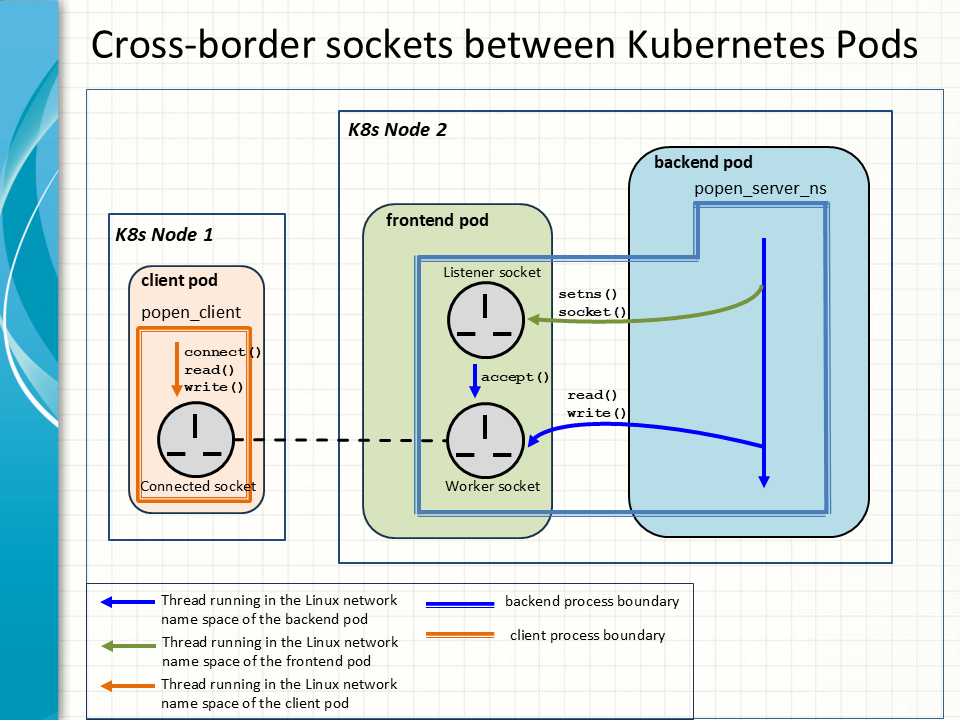 Cross-border sockets between Kubernetes Pods
K8s Node 2
backend pod
popen_server_ns
frontend pod
K8s Node 1
Listener socket
client pod
setns()
socket()
popen_client
connect()
read()
write()
accept()
read()
write()
Connected socket
Worker socket
Thread running in the Linux network
name space of the backend pod
Thread running in the Linux network
name space of the frontend pod
Thread running in the Linux network
name space of the client pod
backend process boundary
client process boundary